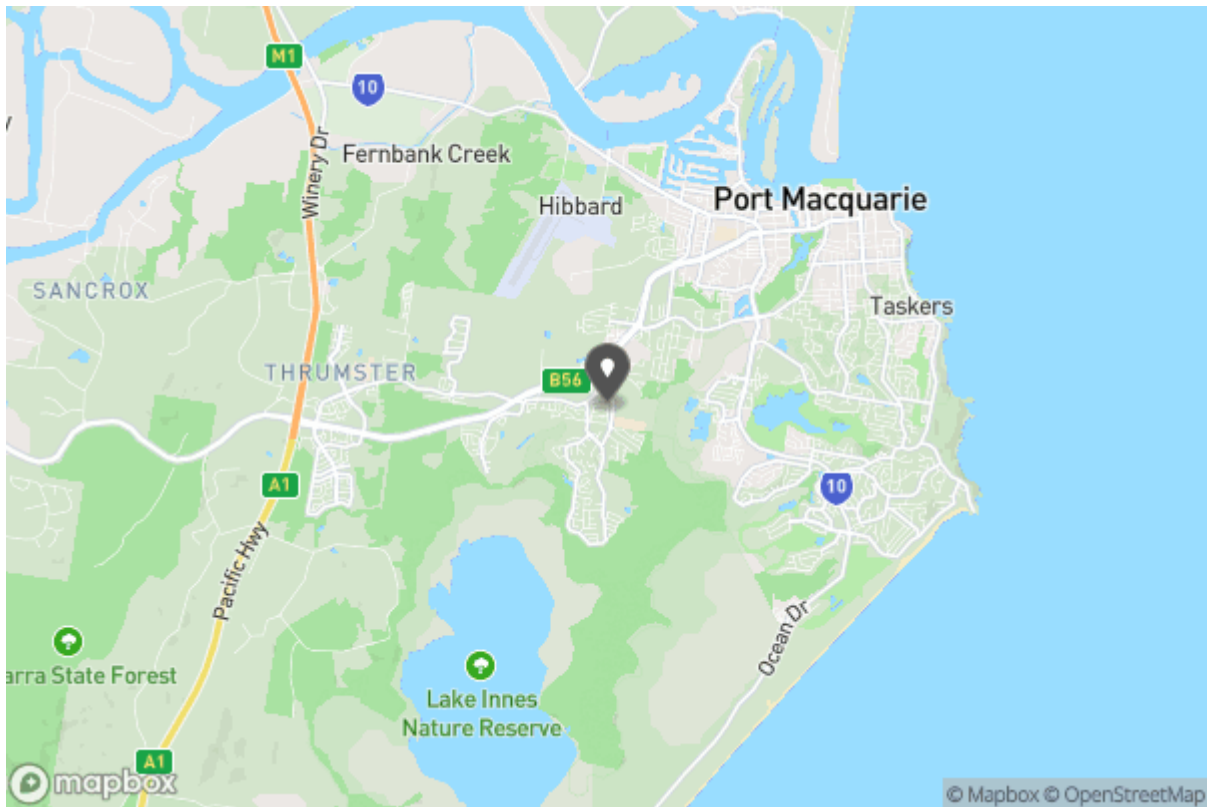 M1
10
Winery Dr
Fernbank Creek
Hibbard
Port Macquarie
SANCROX
Taskers
THRUMSTER
B56
A1
10
Pacific Hwy
Ocean Dr
arra State Forest
Lake Innes
Nature Reserve
A1
mapbox
© Mapbox © OpenStreetMap